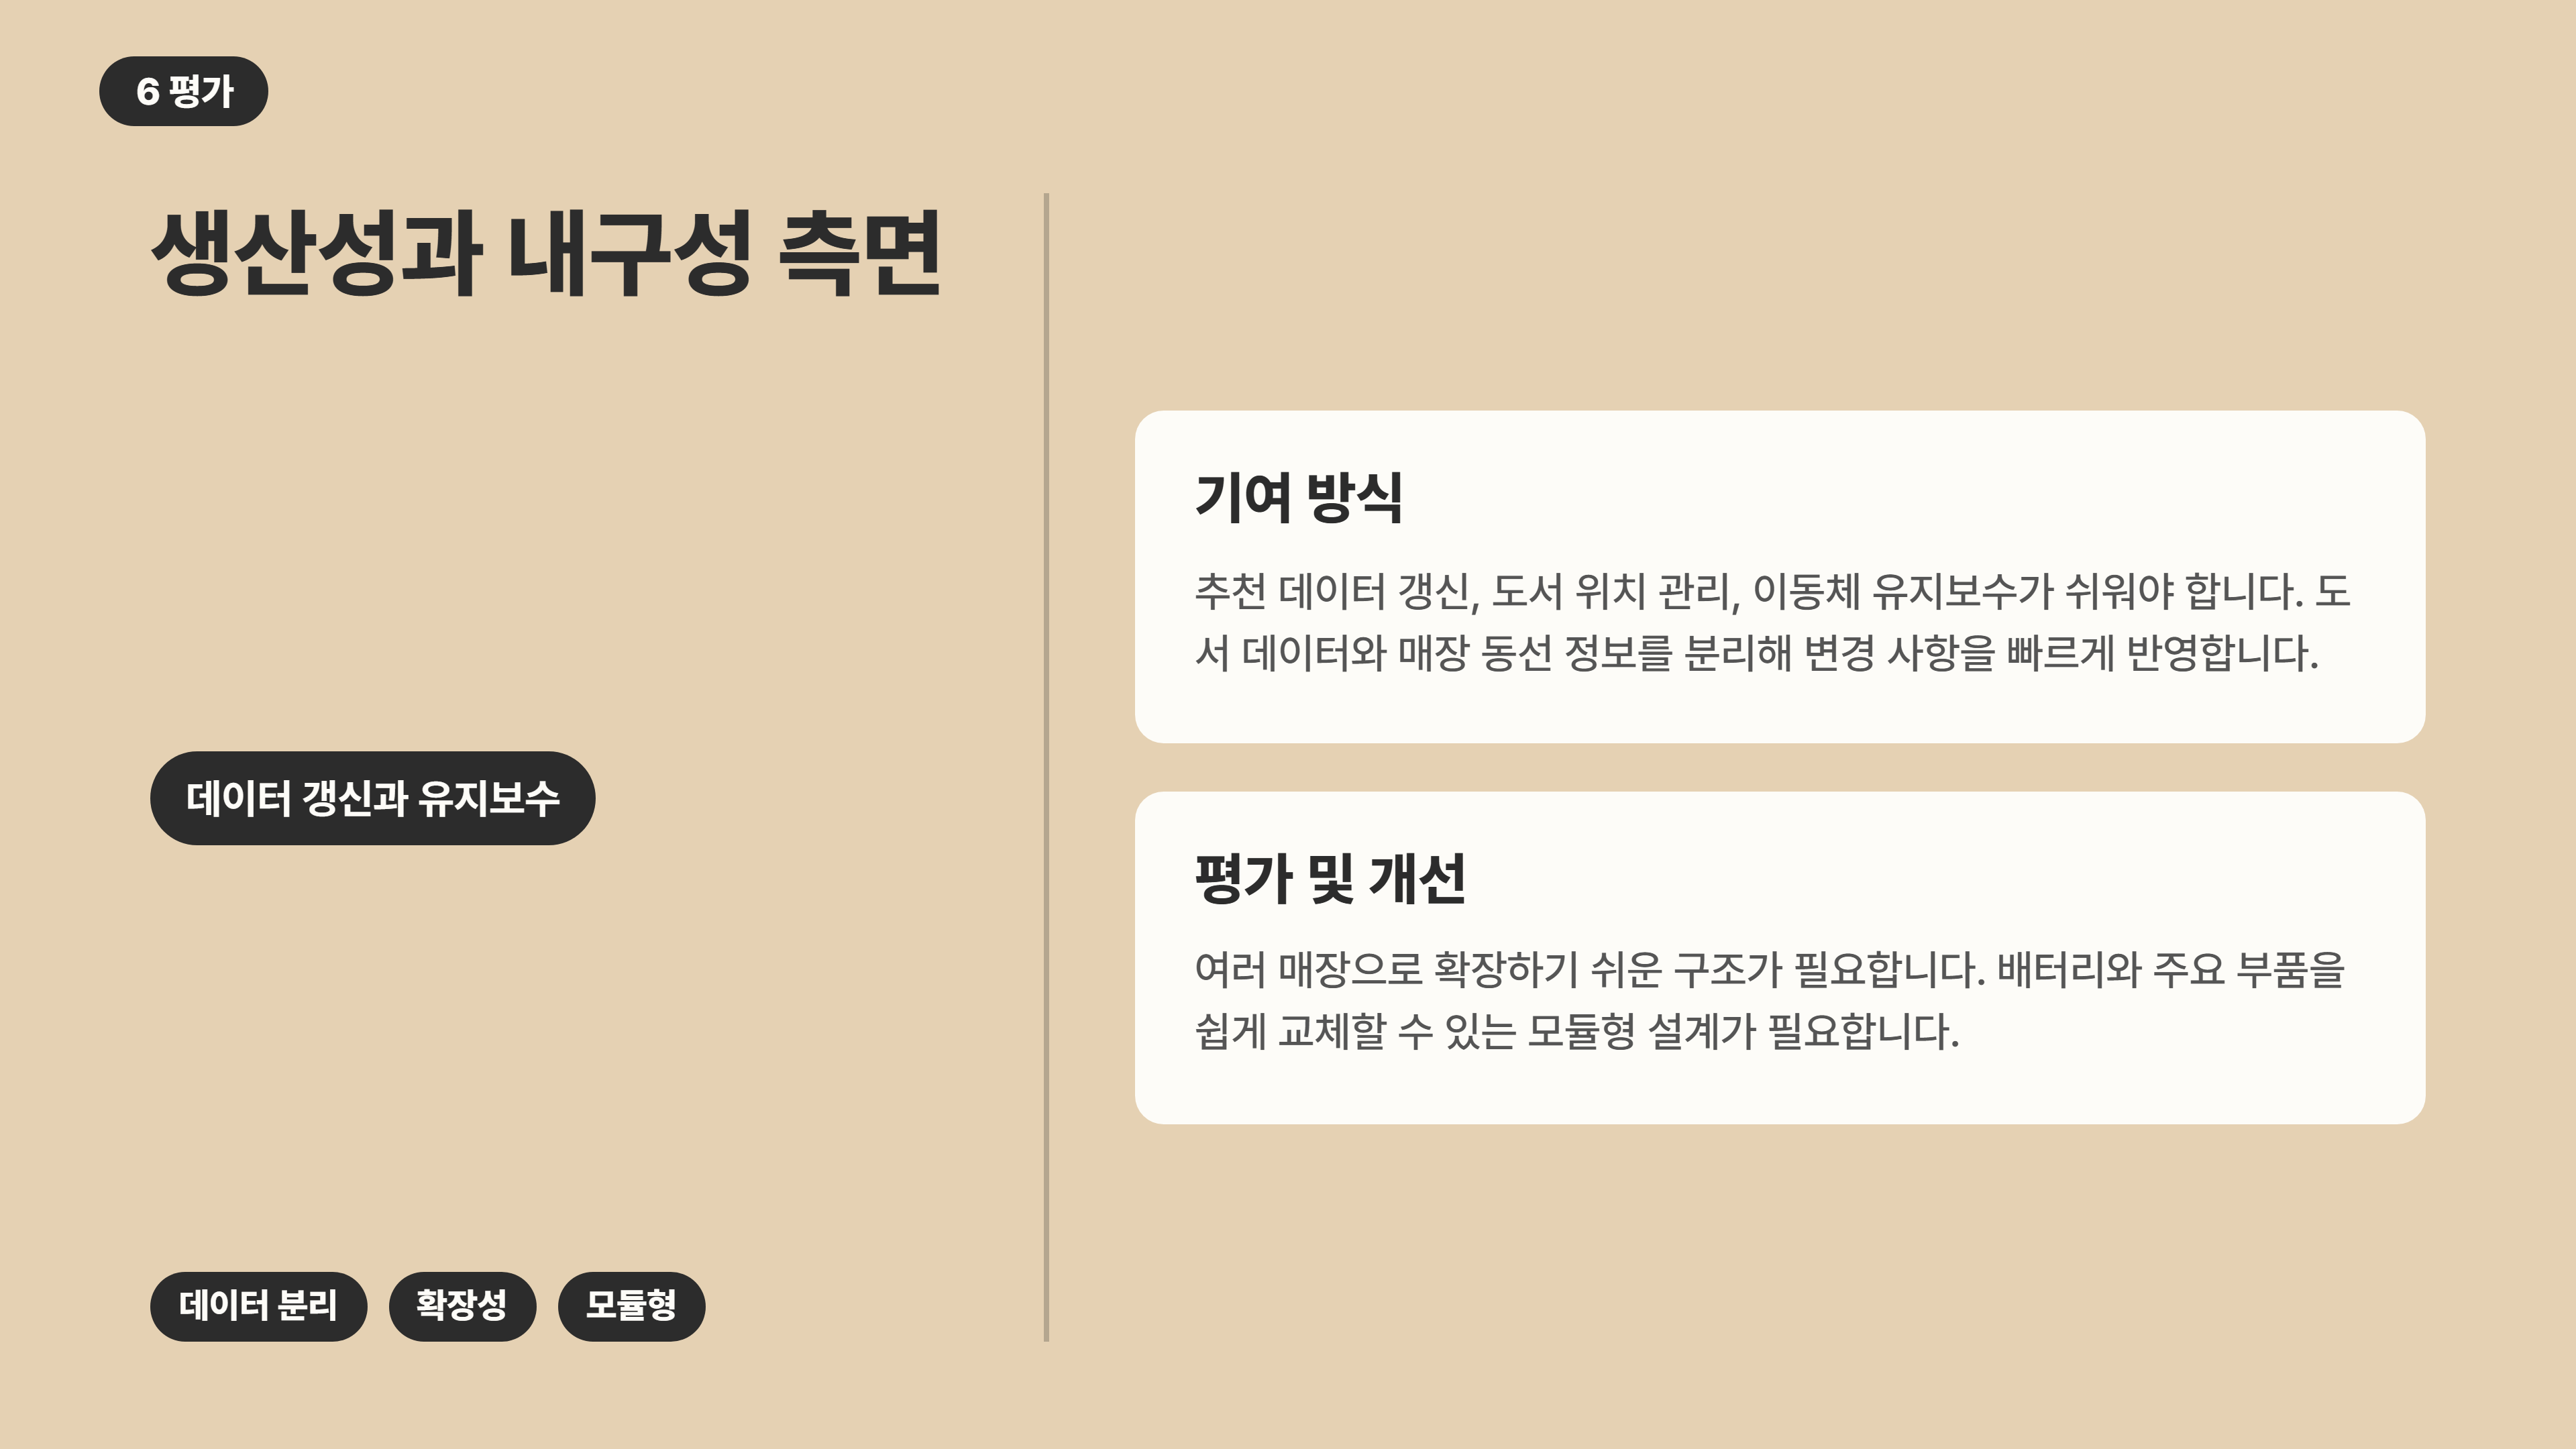 6 평가
생산성과 내구성 측면
데이터 갱신과 유지보수
데이터 분리
확장성
모듈형
기여 방식
추천 데이터 갱신, 도서 위치 관리, 이동체 유지보수가 쉬워야 합니다. 도
서 데이터와 매장 동선 정보를 분리해 변경 사항을 빠르게 반영합니다.
평가 및 개선
여러 매장으로 확장하기 쉬운 구조가 필요합니다. 배터리와 주요 부품을
쉽게 교체할 수 있는 모듈형 설계가 필요합니다.